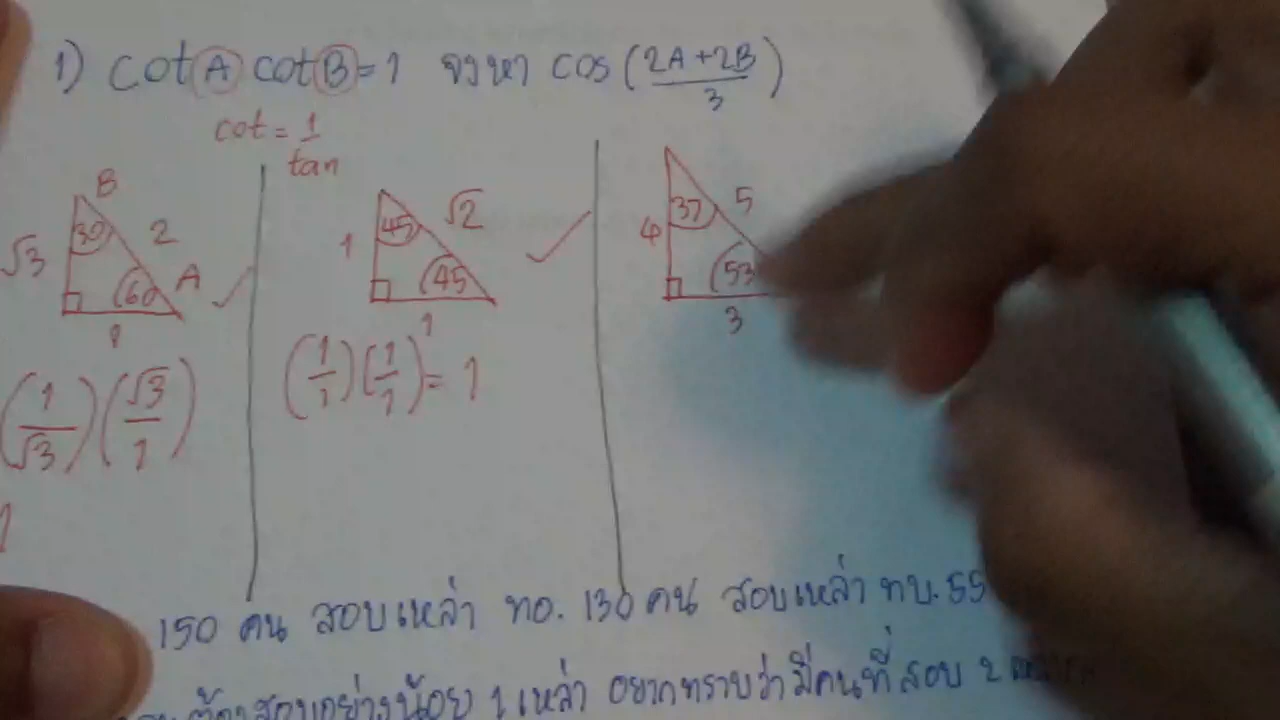 1) cot A cot B = 1 จงหา cos (2A+2B/3)
cot = 1/tan
B
30
2
√3
60
A
1
(1/√3)(√3/1)
1
45
√2
1
45
1
(1/1)(1/1) = 1
37
5
4
53
3
150 คน สอบเหล่า ทอ. 130 คน สอบเหล่า ทบ. 55
ต้องสอบอย่างน้อย 1 เหล่า อยากทราบว่ามีคนที่สอบ 2